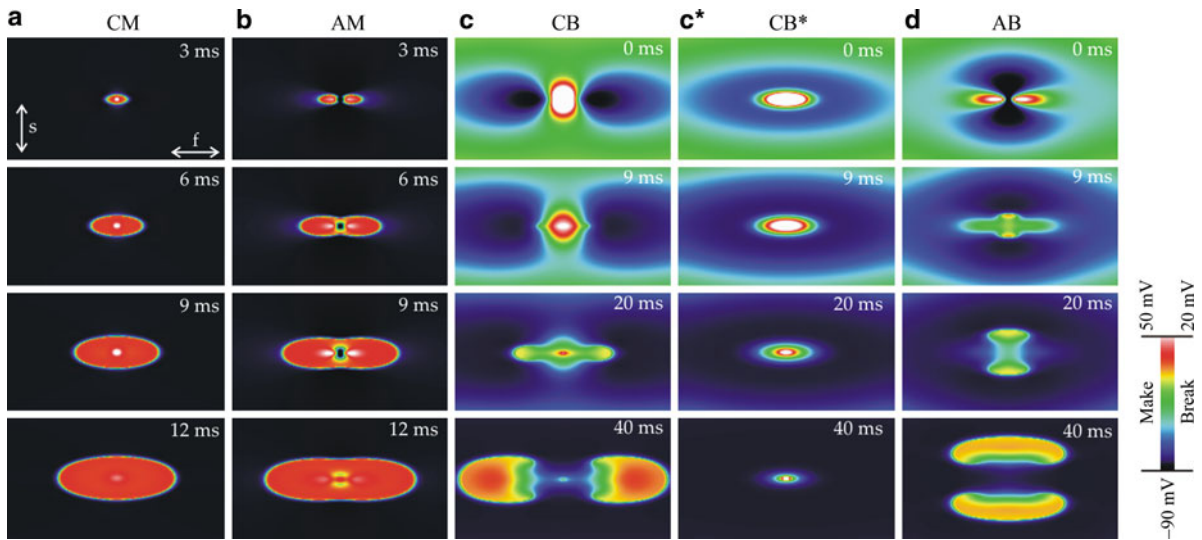 a CM b AM c CB c* CB* d AB
3 ms 3 ms 0 ms 0 ms 0 ms
s
f
6 ms 6 ms 9 ms 9 ms 9 ms
9 ms 9 ms 20 ms 20 ms 20 ms
12 ms 12 ms 40 ms 40 ms 40 ms
50 mV
20 mV
Make
Break
–90 mV